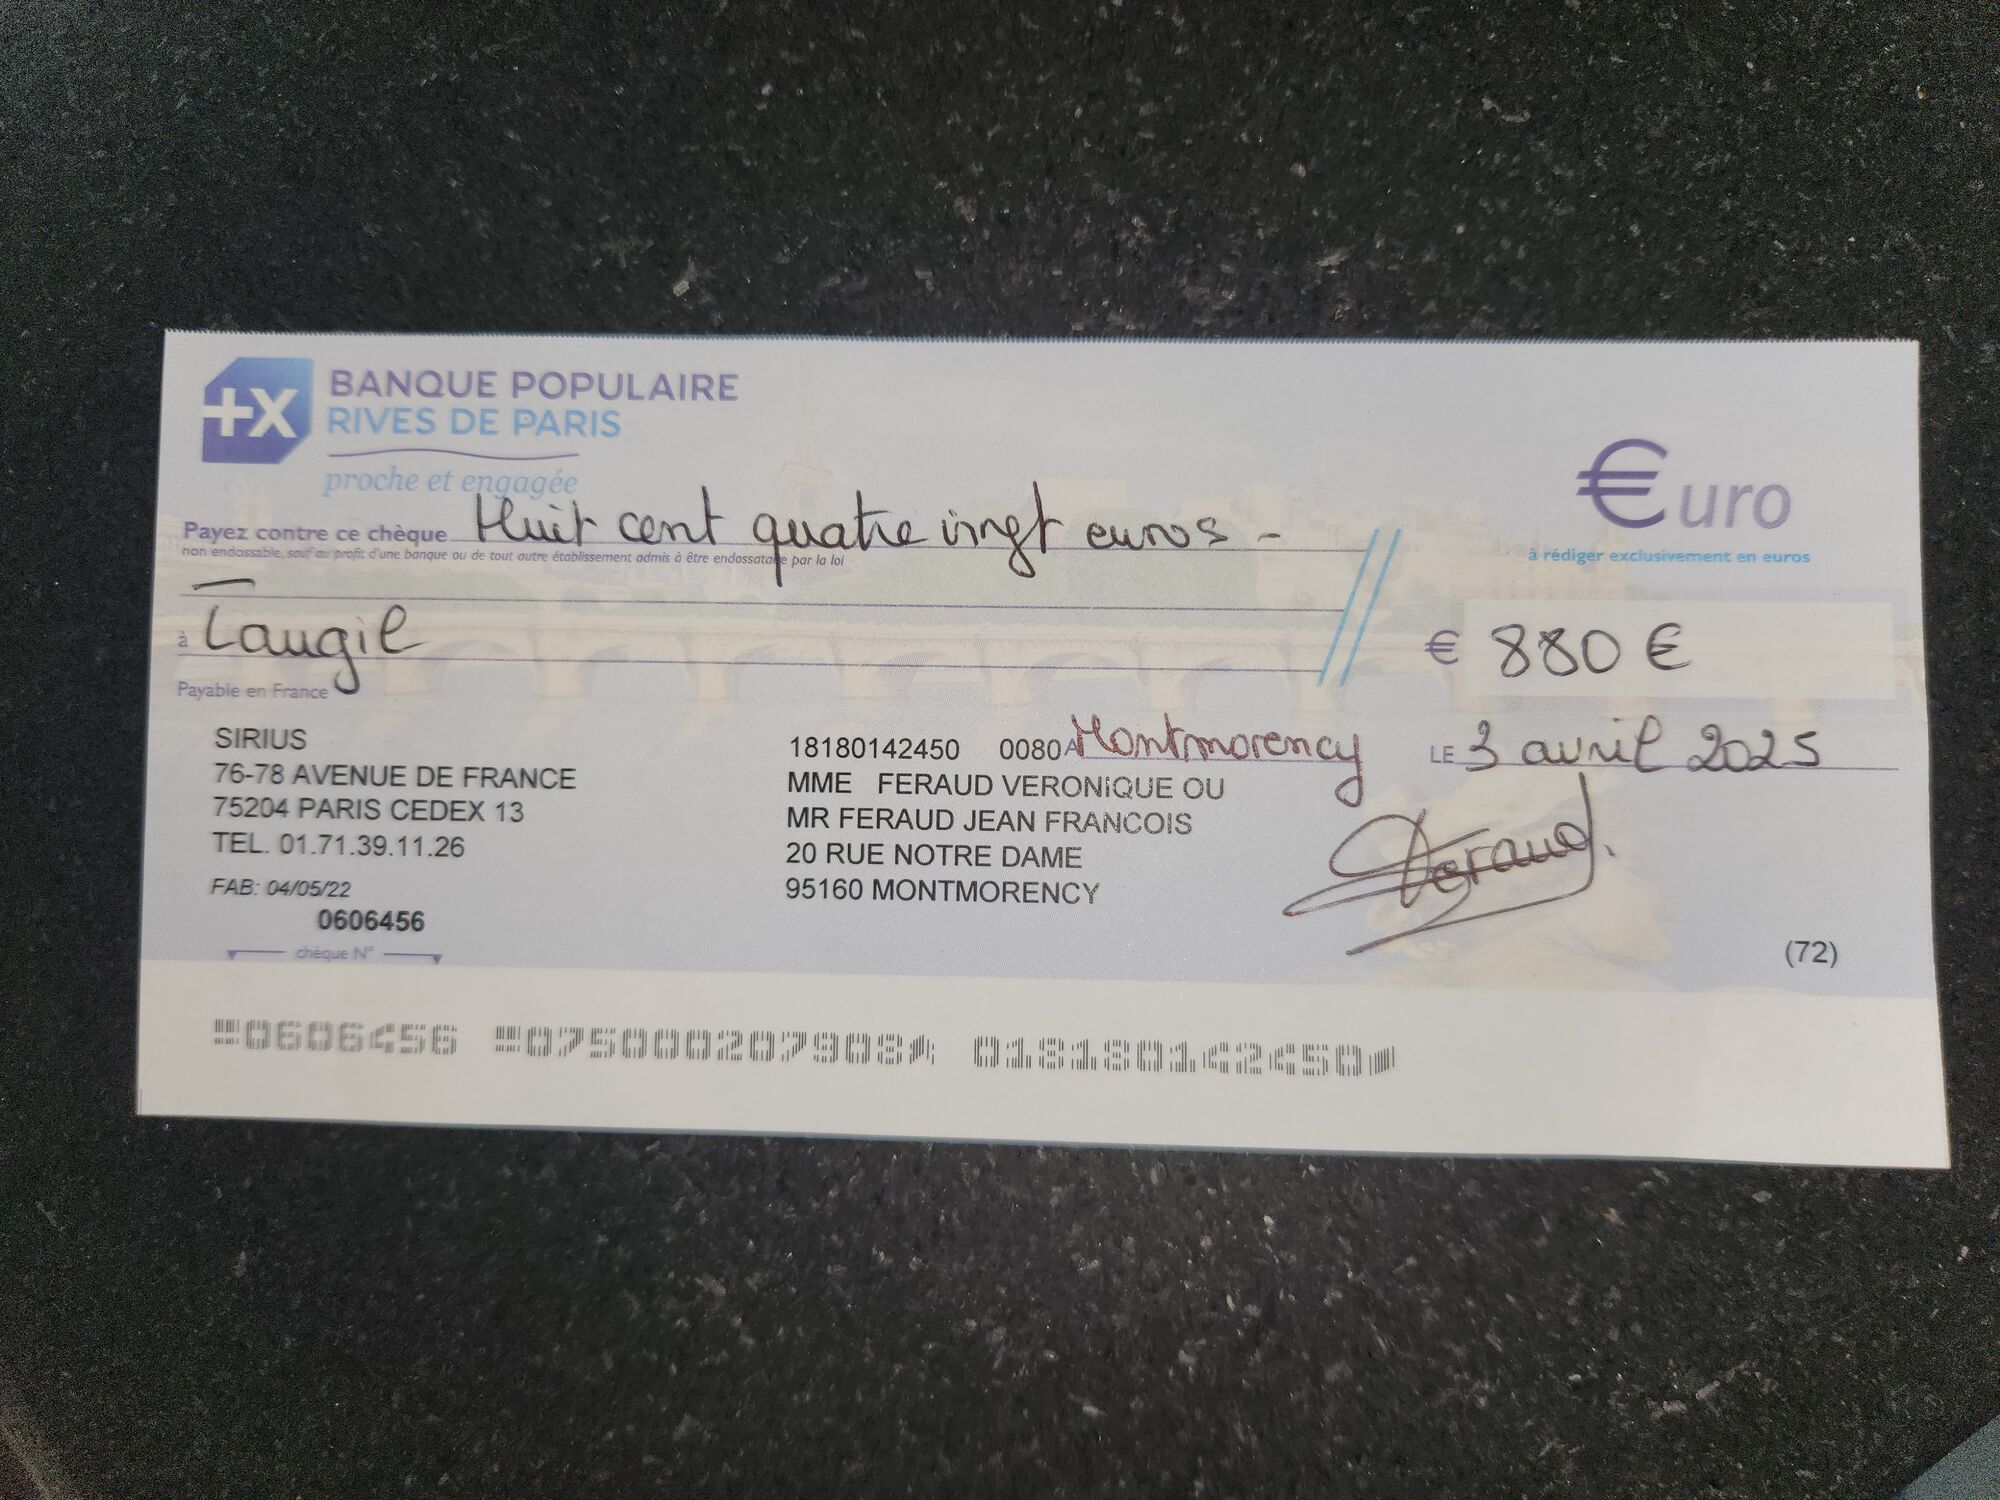 +X BANQUE POPULAIRE
RIVES DE PARIS
proche et engagée
€uro
à rédiger exclusivement en euros
Payez contre ce chèque Huit cent quatre vingt euros -
non endossable, sauf au profit d'une banque ou de tout autre établissement admis à être endossataire par la loi
à Taugil
€ 880 €
Payable en France
SIRIUS
76-78 AVENUE DE FRANCE
75204 PARIS CEDEX 13
TEL. 01.71.39.11.26
FAB: 04/05/22
0606456
chèque N°
18180142450 0080 A Montmorency LE 3 avril 2025
MME FERAUD VERONIQUE OU
MR FERAUD JEAN FRANCOIS
20 RUE NOTRE DAME
95160 MONTMORENCY
Feraud.
(72)
0606456 075000207908 018180142450